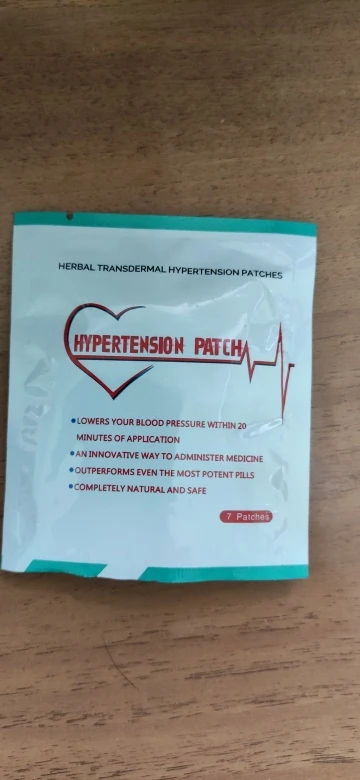 HERBAL TRANSDERMAL HYPERTENSION PATCHES
HYPERTENSION PATCH
•LOWERS YOUR BLOOD PRESSURE WITHIN 20
MINUTES OF APPLICATION
•AN INNOVATIVE WAY TO ADMINISTER MEDICINE
•OUTPERFORMS EVEN THE MOST POTENT PILLS
•COMPLETELY NATURAL AND SAFE
7 Patches